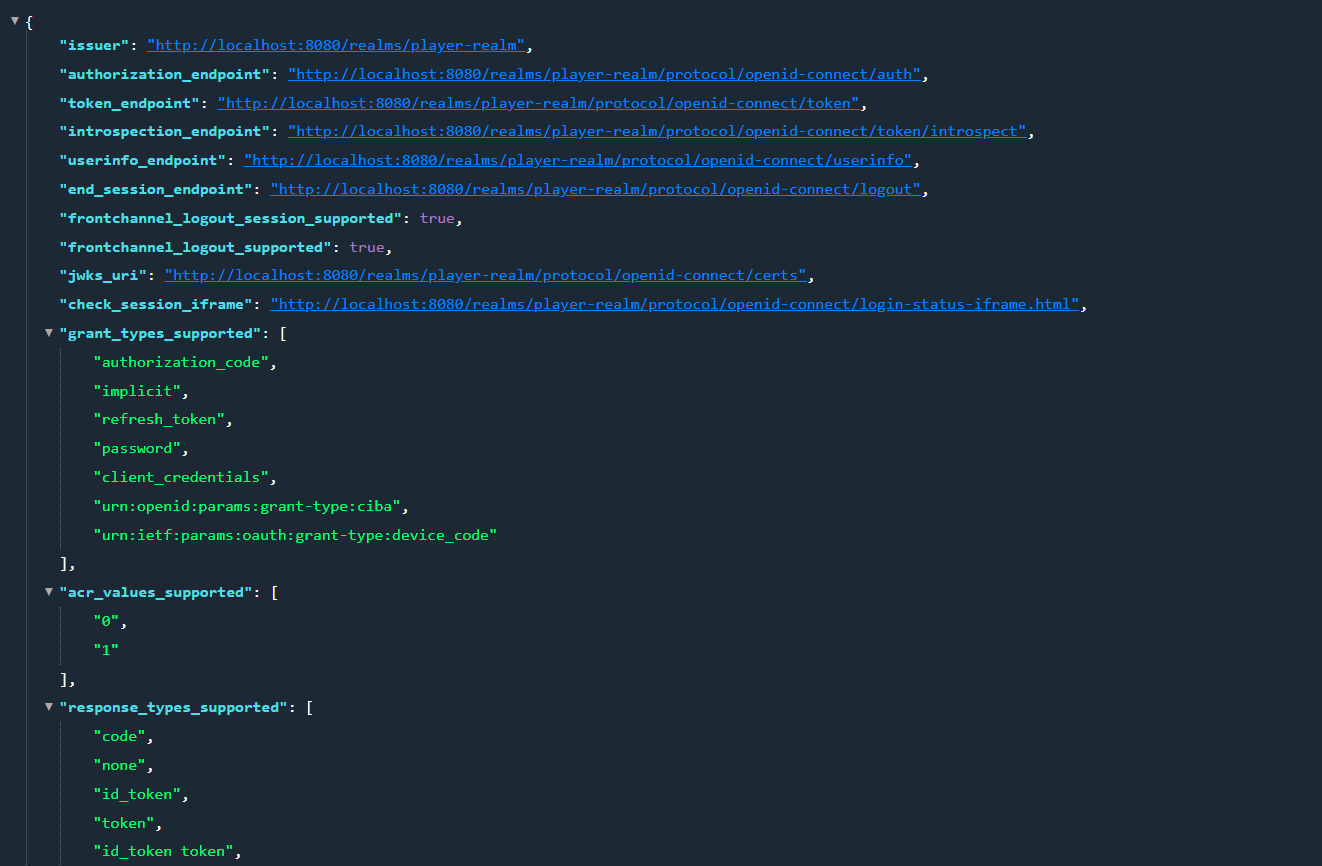 {
"issuer": "http://localhost:8080/realms/player-realm",
"authorization_endpoint": "http://localhost:8080/realms/player-realm/protocol/openid-connect/auth",
"token_endpoint": "http://localhost:8080/realms/player-realm/protocol/openid-connect/token",
"introspection_endpoint": "http://localhost:8080/realms/player-realm/protocol/openid-connect/token/introspect",
"userinfo_endpoint": "http://localhost:8080/realms/player-realm/protocol/openid-connect/userinfo",
"end_session_endpoint": "http://localhost:8080/realms/player-realm/protocol/openid-connect/logout",
"frontchannel_logout_session_supported": true,
"frontchannel_logout_supported": true,
"jwks_uri": "http://localhost:8080/realms/player-realm/protocol/openid-connect/certs",
"check_session_iframe": "http://localhost:8080/realms/player-realm/protocol/openid-connect/login-status-iframe.html",
"grant_types_supported": [
"authorization_code",
"implicit",
"refresh_token",
"password",
"client_credentials",
"urn:openid:params:grant-type:ciba",
"urn:ietf:params:oauth:grant-type:device_code"
],
"acr_values_supported": [
"0",
"1"
],
"response_types_supported": [
"code",
"none",
"id_token",
"token",
"id_token token",